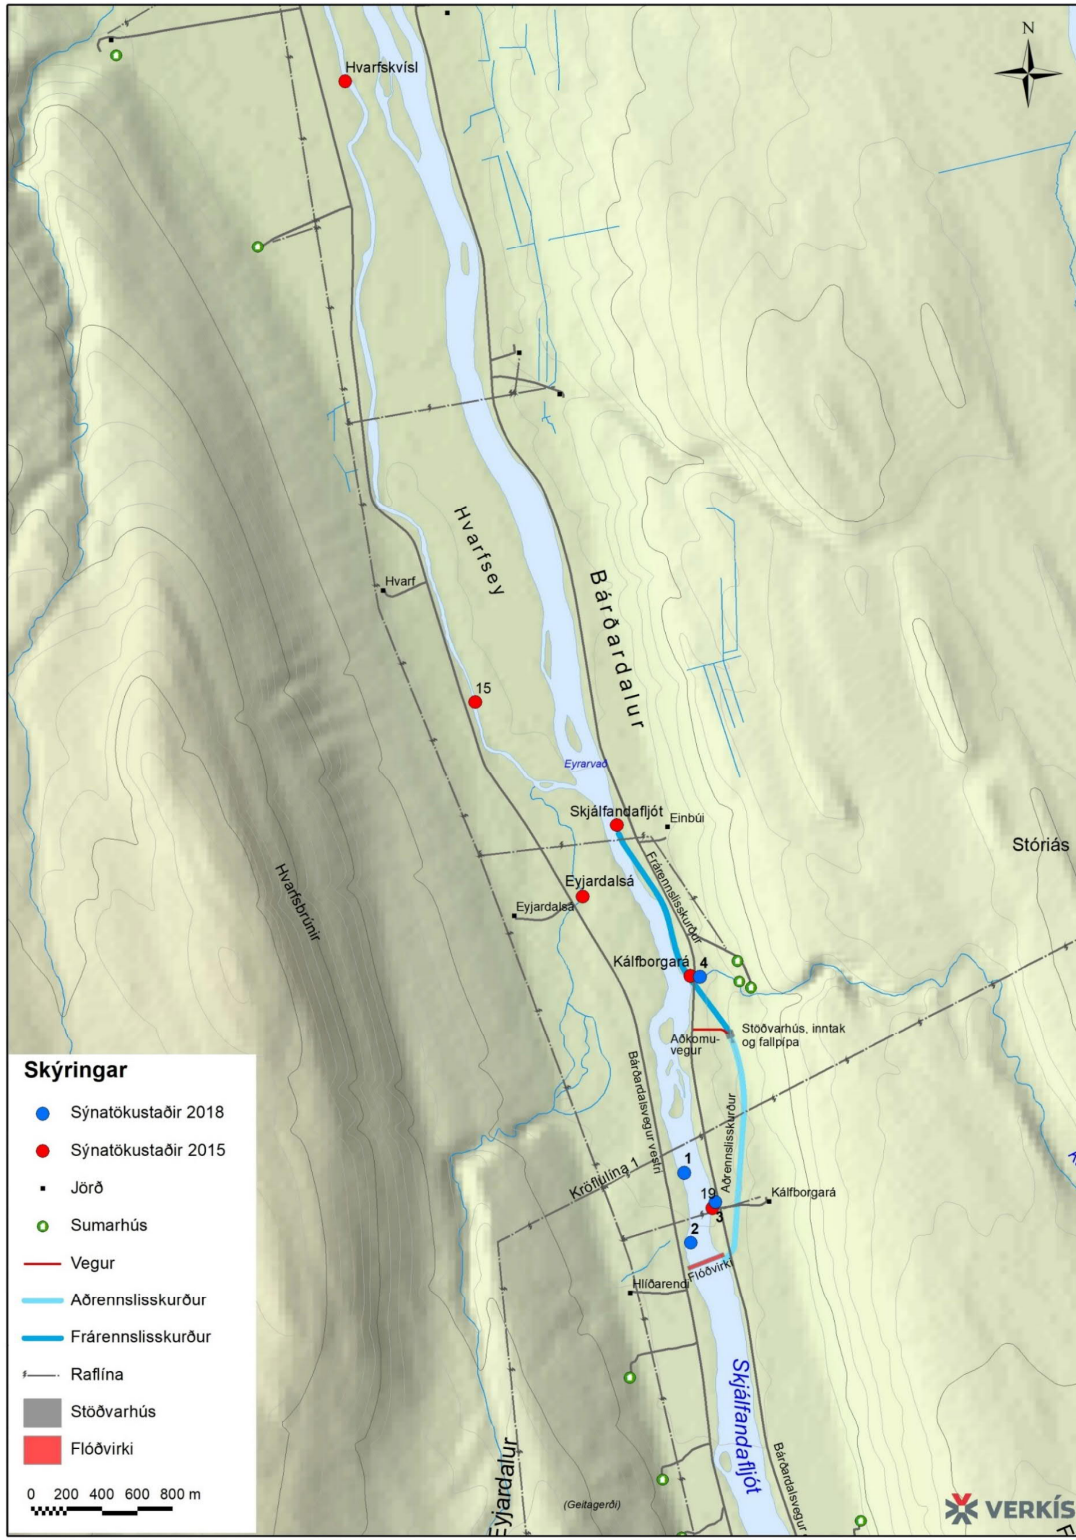 N
Hvarfskvísl
Hvarfsey
Bárðardalur
Hvarf
15
Eyrarvað
Skjálfandafljót
Einbúi
Stóriás
Frárennslisskurður
Eyjardalsá
Eyjardalsá
Hvarfsbrúnir
Kálfborgará
4
Stöðvarhús, inntak
og fallpípa
Aðkomu-
vegur
Bárðardalsvegur vestri
Aðrennslisskurður
Kröflulína 1
1
19
3
Kálfborgará
2
Flóðvirki
Hlíðarendi
Skjálfandafljót
Bárðardalsvegur
Eyjardalur
(Geitagerði)
Skýringar
Sýnatökustaðir 2018
Sýnatökustaðir 2015
Jörð
Sumarhús
Vegur
Aðrennslisskurður
Frárennslisskurður
Raflína
Stöðvarhús
Flóðvirki
0 200 400 600 800 m
VERKÍS